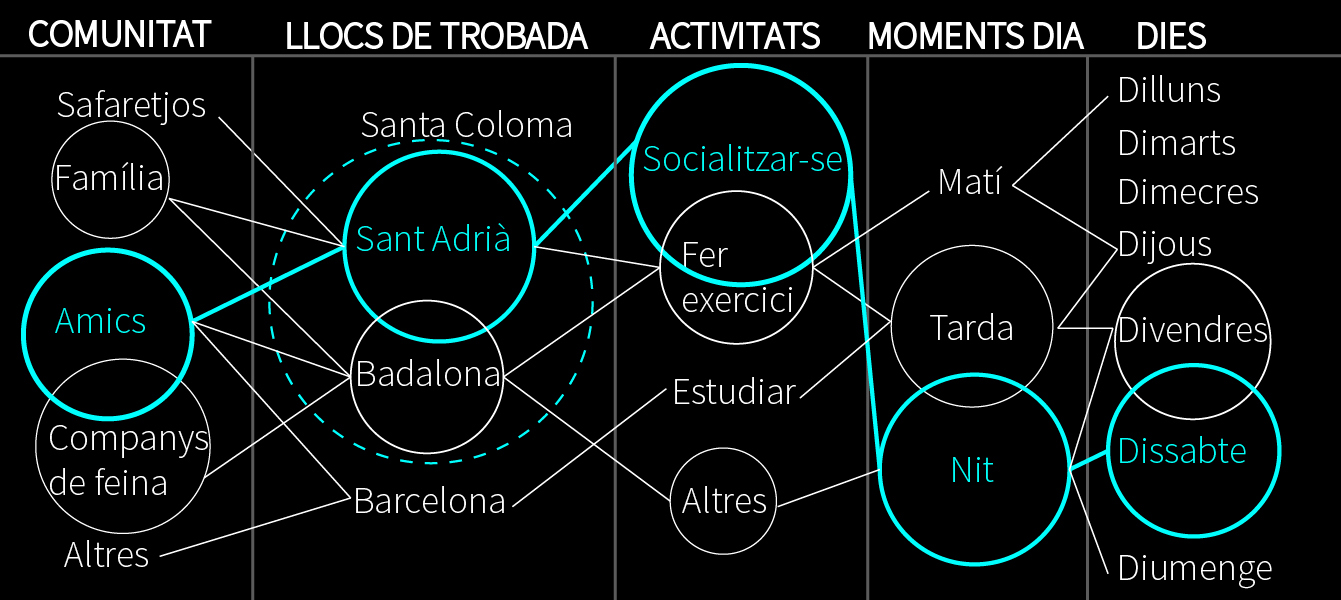 COMUNITAT
LLOCS DE TROBADA
ACTIVITATS
MOMENTS DIA
DIES
Safaretjos
Família
Amics
Companys
de feina
Altres
Santa Coloma
Sant Adrià
Badalona
Barcelona
Socialitzar-se
Fer
exercici
Estudiar
Altres
Matí
Tarda
Nit
Dilluns
Dimarts
Dimecres
Dijous
Divendres
Dissabte
Diumenge